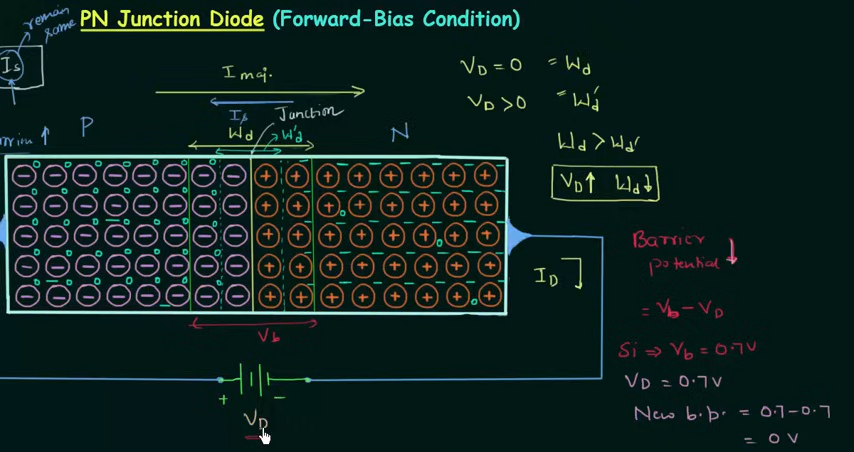 PN Junction Diode (Forward-Bias Condition)
remain
same
Is
I maj.
Is
Junction
P
Wd
W'd
N
VD = 0 = Wd
VD > 0 = Wd'
Wd > Wd'
VD↑ Wd↓
Barrier
potential ↓
= Vb - VD
Si ⇒ Vb = 0.7V
VD = 0.7V
New b.p. = 0.7-0.7
= 0 V
ID
Vb
+ -
VD